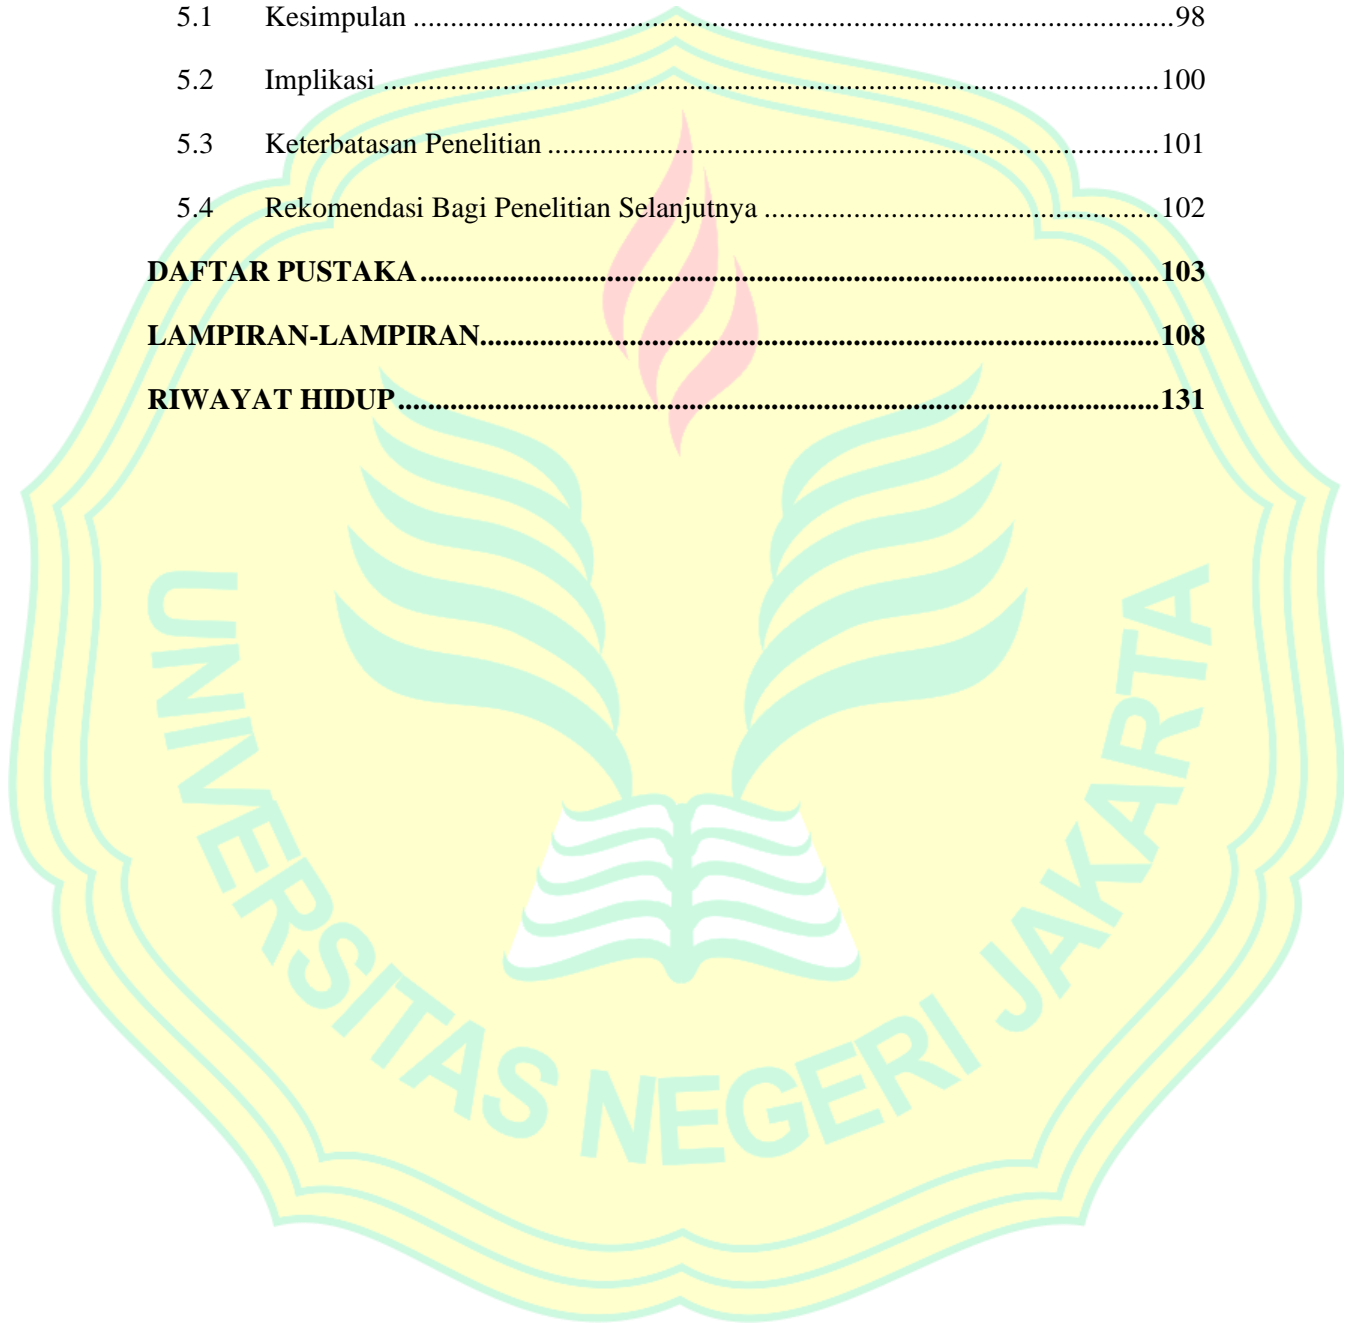 5.1 Kesimpulan ........................................................................................................98
5.2 Implikasi ..........................................................................................................100
5.3 Keterbatasan Penelitian ....................................................................................101
5.4 Rekomendasi Bagi Penelitian Selanjutnya ......................................................102
DAFTAR PUSTAKA ....................................................................................................103
LAMPIRAN-LAMPIRAN............................................................................................108
RIWAYAT HIDUP .......................................................................................................131
UNIVERSITAS NEGERI JAKARTA